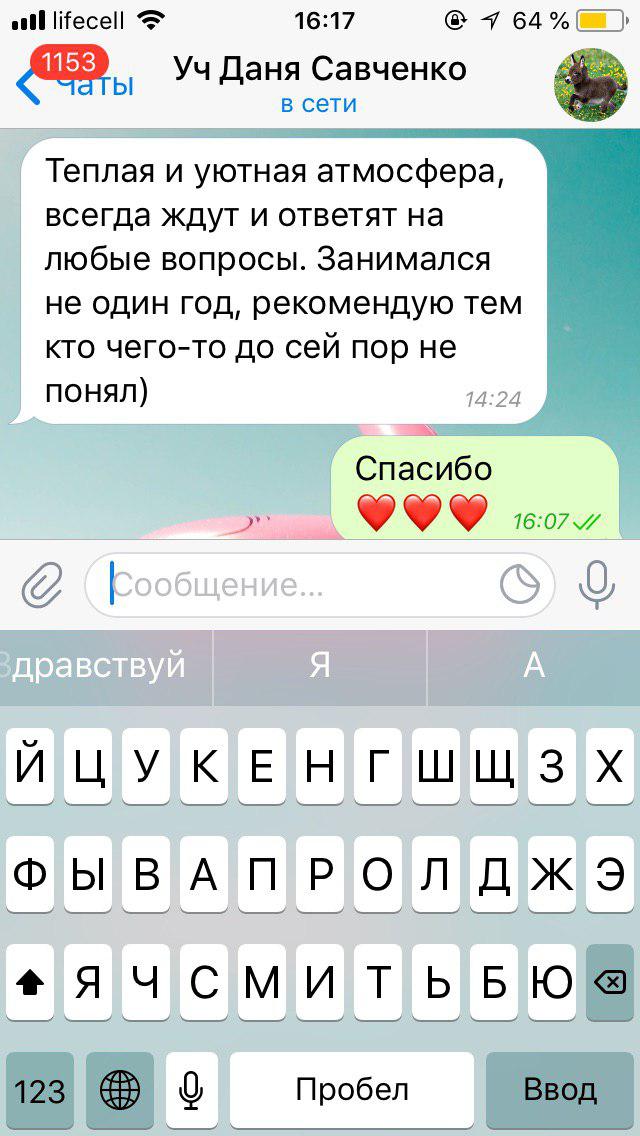 lifecell 16:17 64 %
1153
Чаты
Уч Даня Савченко
в сети
Теплая и уютная атмосфера,
всегда ждут и ответят на
любые вопросы. Занимался
не один год, рекомендую тем
кто чего-то до сей пор не
понял)
14:24
Спасибо
❤️❤️❤️ 16:07
Сообщение...
Здравствуй Я А
Й Ц У К Е Н Г Ш Щ З Х
Ф Ы В А П Р О Л Д Ж Э
Я Ч С М И Т Ь Б Ю
123 Пробел Ввод